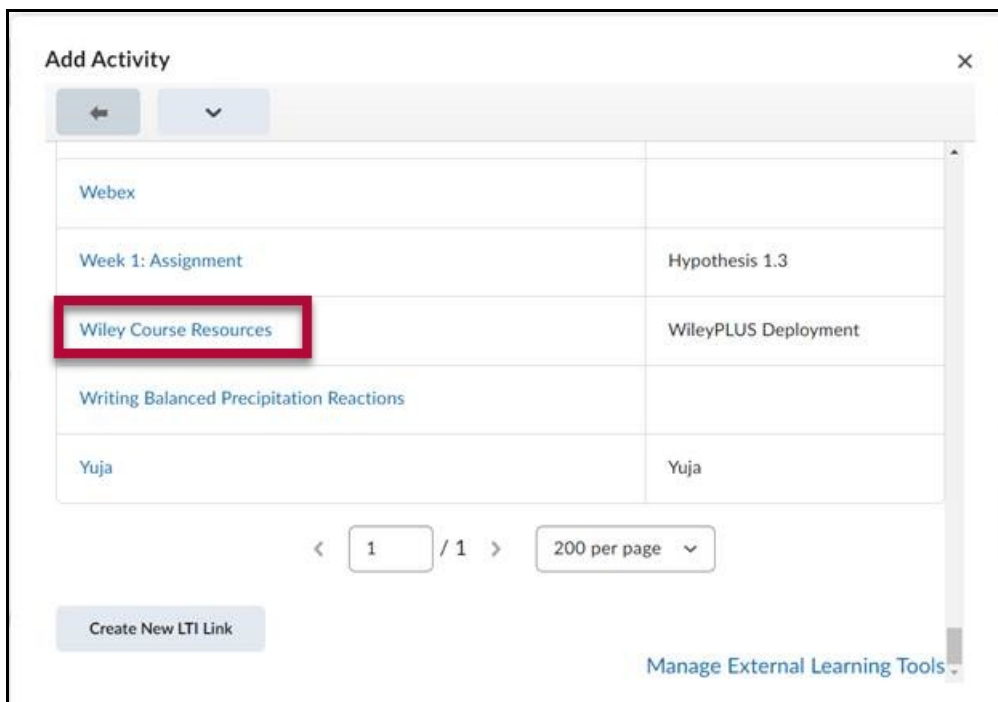 Add Activity
Webex
Week 1: Assignment
Hypothesis 1.3
Wiley Course Resources
WileyPLUS Deployment
Writing Balanced Precipitation Reactions
Yuja
Yuja
1 / 1
200 per page
Create New LTI Link
Manage External Learning Tools